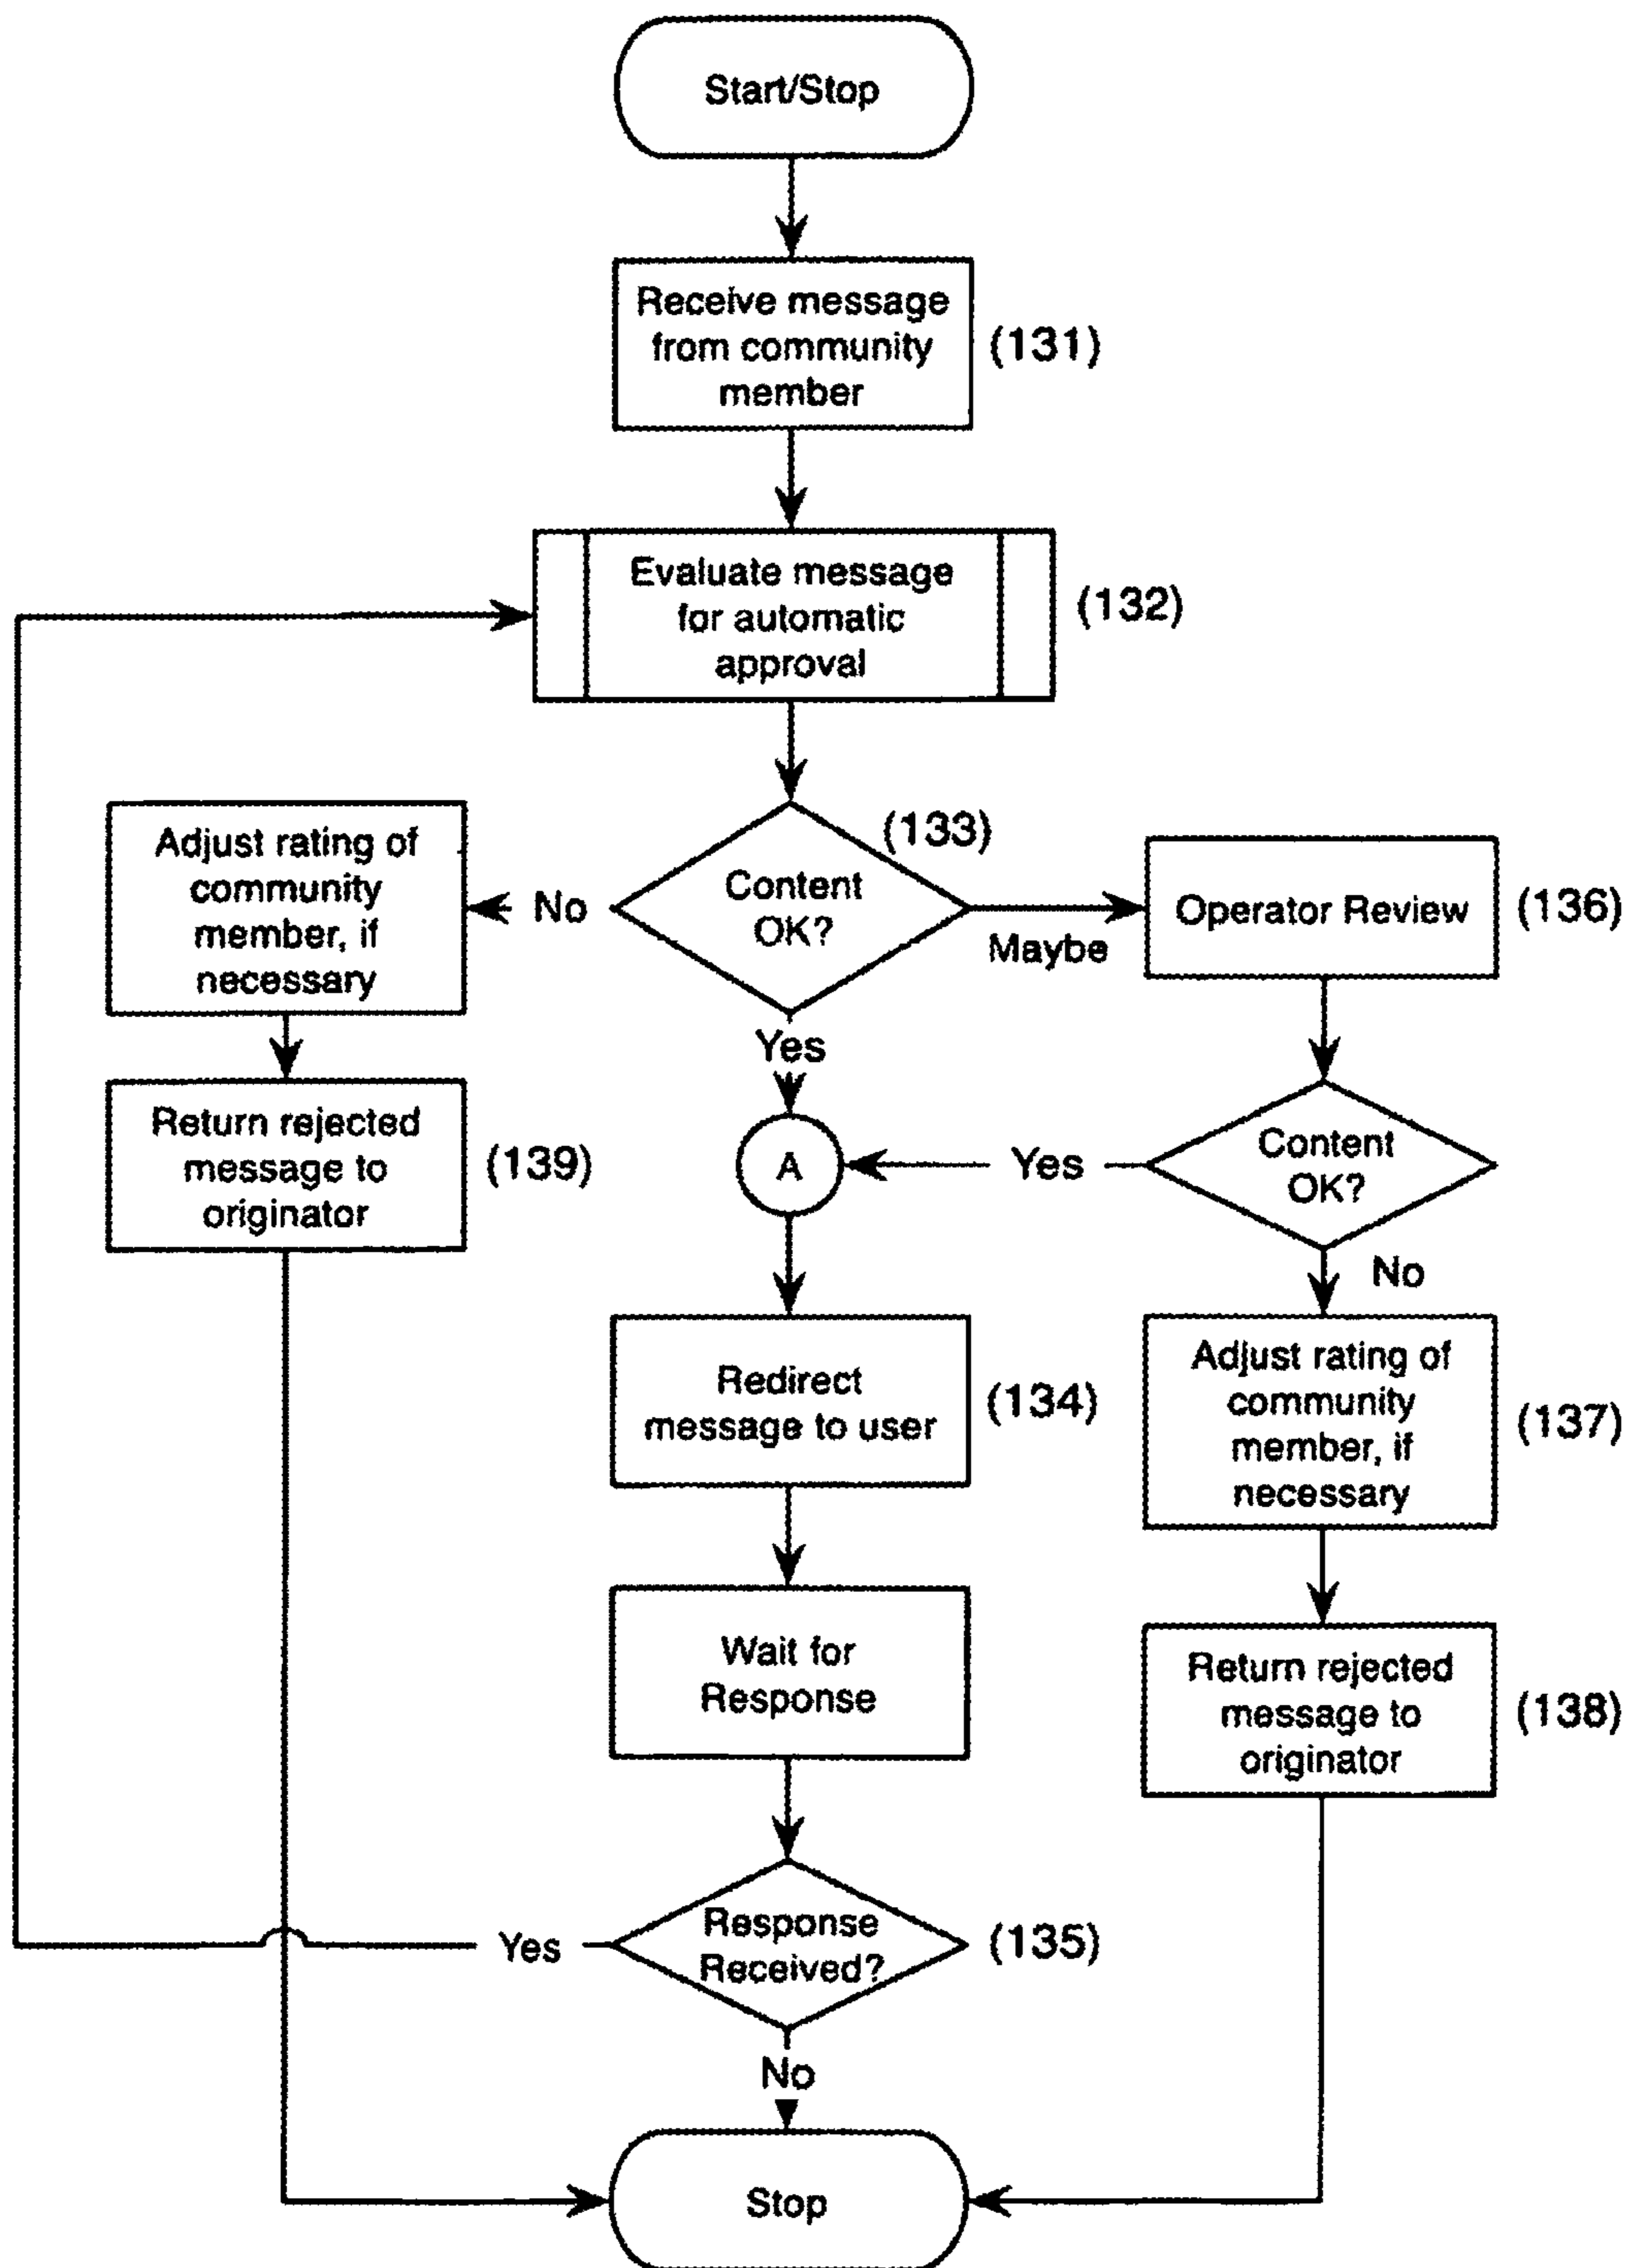 Start/Stop
Receive message
from community
member
(131)
Evaluate message
for automatic
approval
(132)
(133)
Content
OK?
No
Maybe
Yes
Adjust rating of
community
member, if
necessary
Operator Review
(136)
Return rejected
message to
originator
(139)
A
Yes
Content
OK?
No
Redirect
message to user
(134)
Adjust rating of
community
member, if
necessary
(137)
Wait for
Response
Return rejected
message to
originator
(138)
Response
Received?
(135)
Yes
No
Stop